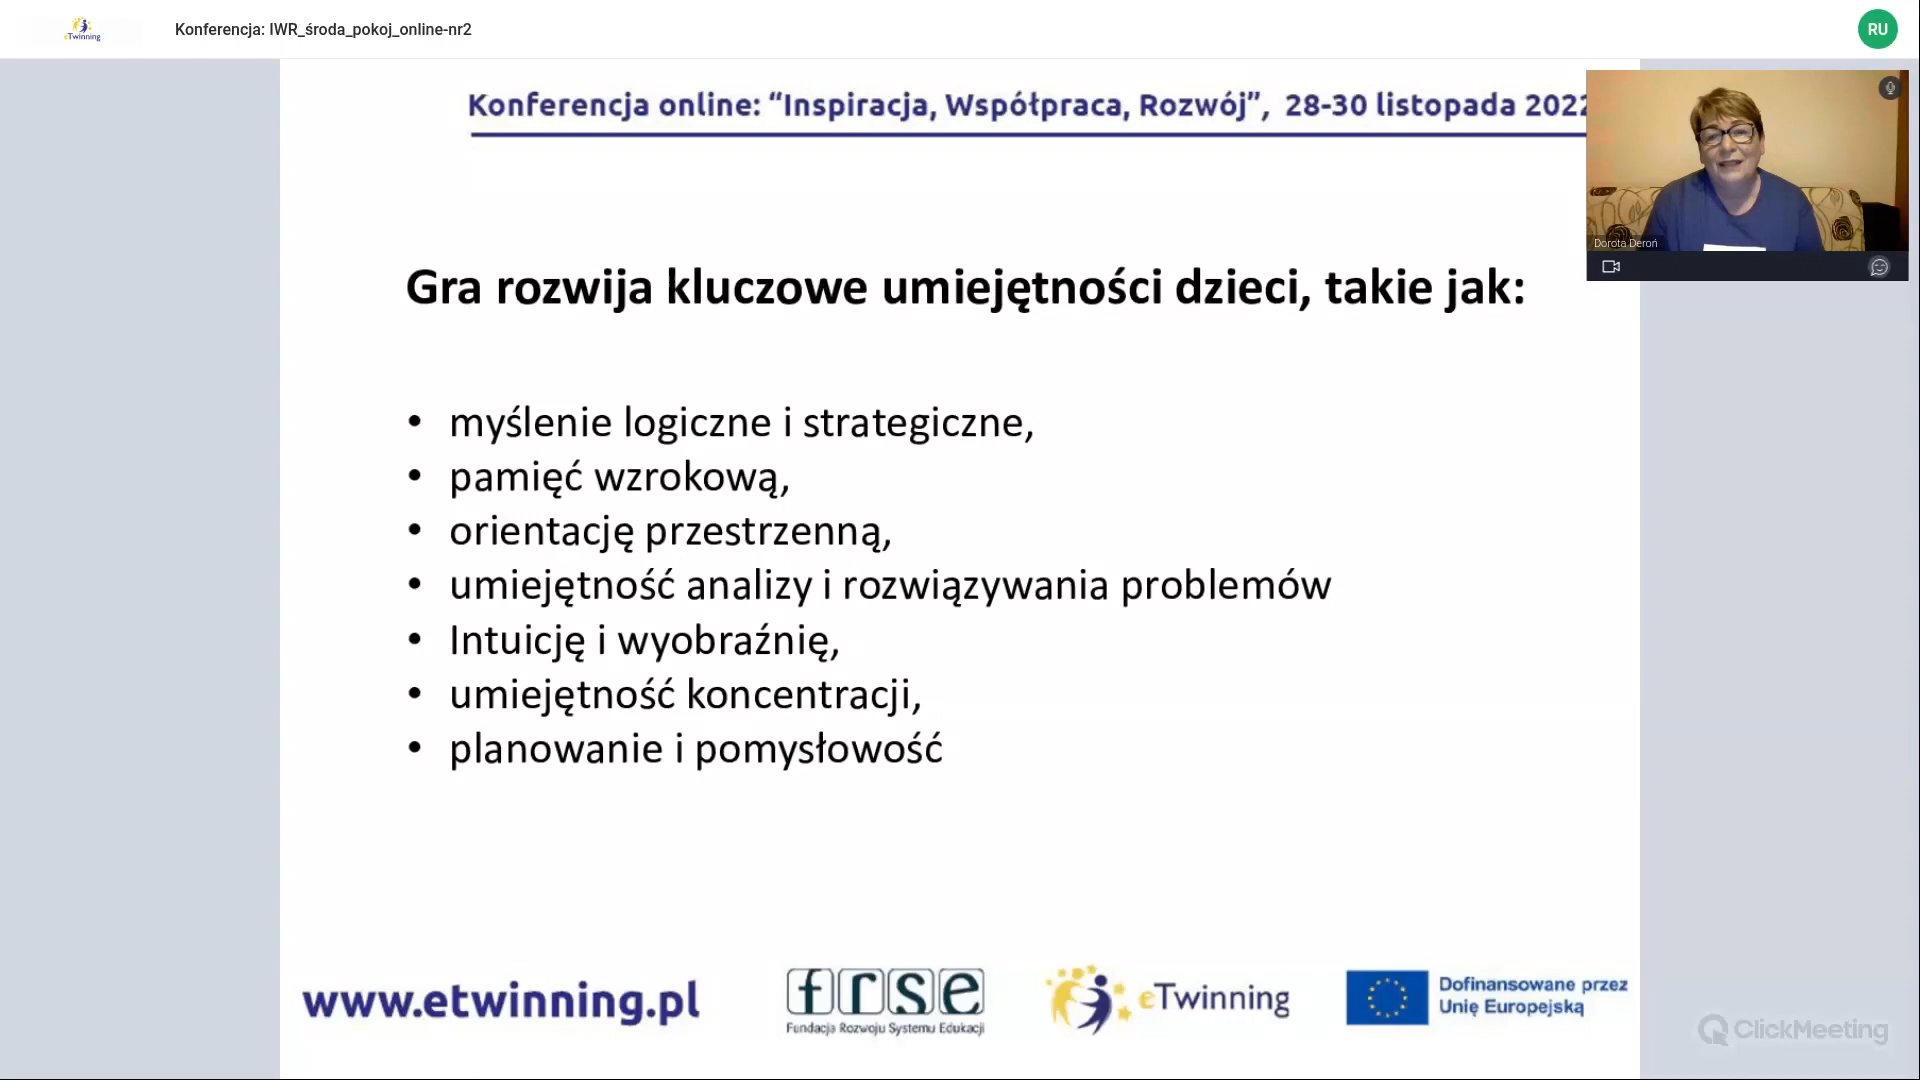 eTwinning
Konferencja: IWR_środa_pokoj_online-nr2
RU
Konferencja online: “Inspiracja, Współpraca, Rozwój”, 28-30 listopada 2022
Dorota Deroń
Gra rozwija kluczowe umiejętności dzieci, takie jak:
• myślenie logiczne i strategiczne,
• pamięć wzrokową,
• orientację przestrzenną,
• umiejętność analizy i rozwiązywania problemów
• Intuicję i wyobraźnię,
• umiejętność koncentracji,
• planowanie i pomysłowość
www.etwinning.pl
frse
Fundacja Rozwoju Systemu Edukacji
eTwinning
Dofinansowane przez
Unię Europejską
ClickMeeting